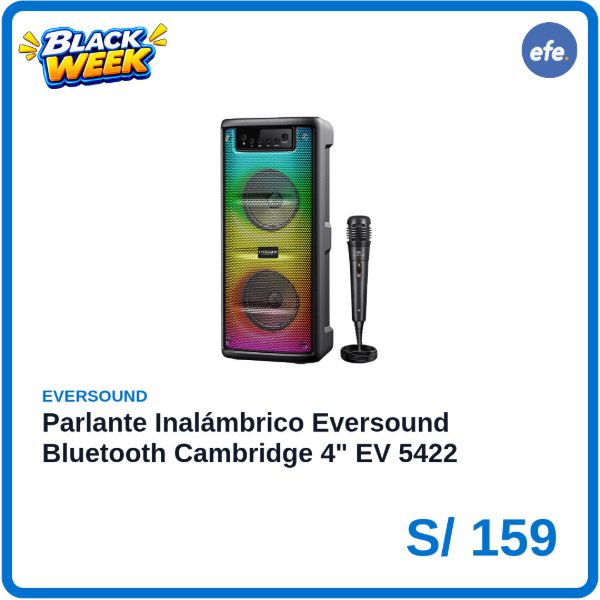 BLACK
WEEK
efe.
EVERSOUND
Parlante Inalámbrico Eversound
Bluetooth Cambridge 4" EV 5422
S/ 159